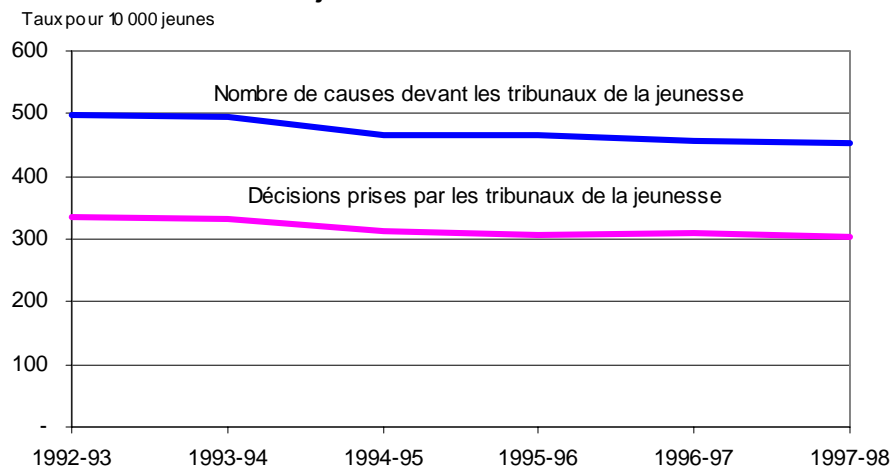 Taux pour 10 000 jeunes
600
Nombre de causes devant les tribunaux de la jeunesse
500
400
Décisions prises par les tribunaux de la jeunesse
300
200
100
-
1992-93 1993-94 1994-95 1995-96 1996-97 1997-98